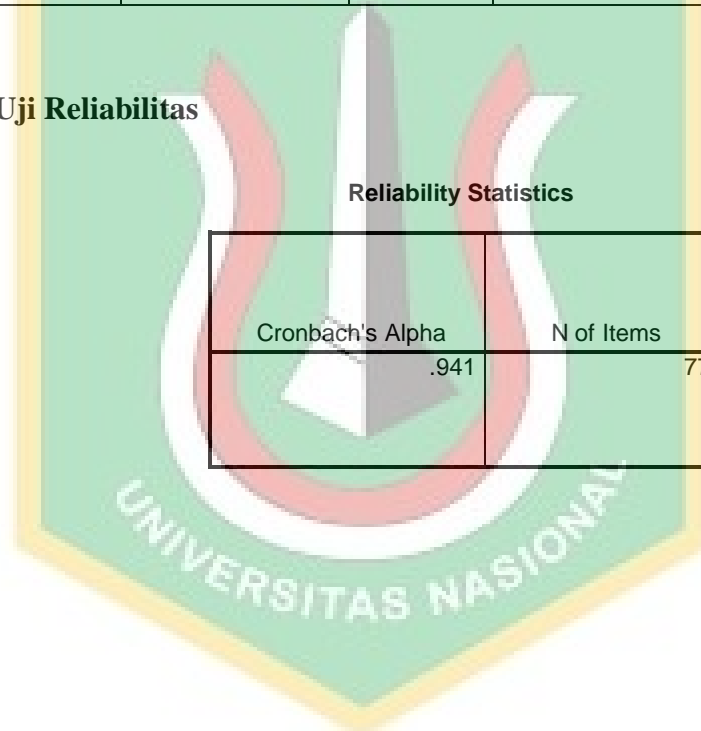 Uji Reliabilitas
Reliability Statistics
Cronbach's Alpha N of Items
.941
UNIVERSITAS NASIONAL